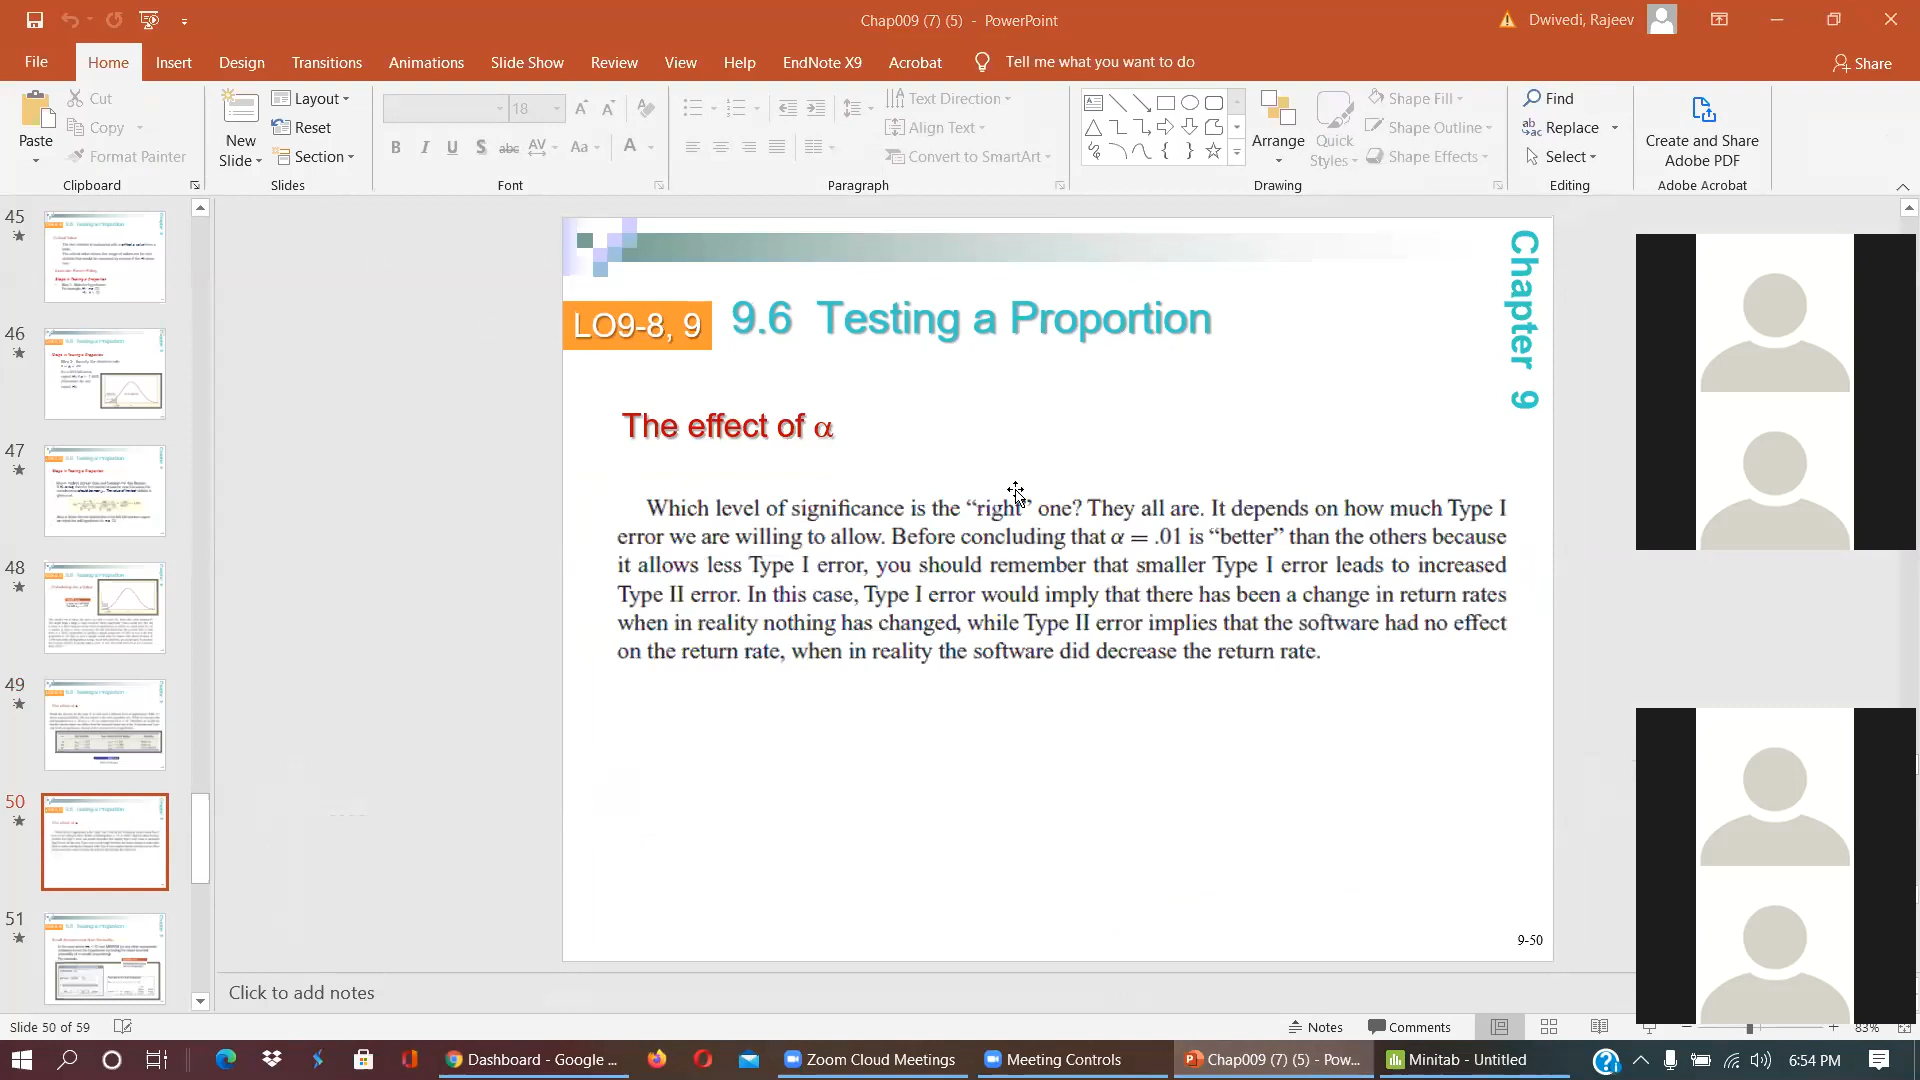 Chap009 (7) (5) - PowerPoint
Dwivedi, Rajeev
File Home Insert Design Transitions Animations Slide Show Review View Help EndNote X9 Acrobat Tell me what you want to do Share
Paste
Cut
Copy
Format Painter
Clipboard
New Slide
Layout
Reset
Section
Slides
18
B I U S abc AV Aa A
Font
Text Direction
Align Text
Convert to SmartArt
Paragraph
Arrange
Quick Styles
Shape Fill
Shape Outline
Shape Effects
Drawing
Find
Replace
Select
Editing
Create and Share Adobe PDF
Adobe Acrobat
45
46
47
48
49
50
51
Chapter 9
LO9-8, 9
9.6 Testing a Proportion
The effect of α
Which level of significance is the “right” one? They all are. It depends on how much Type I
error we are willing to allow. Before concluding that α = .01 is “better” than the others because
it allows less Type I error, you should remember that smaller Type I error leads to increased
Type II error. In this case, Type I error would imply that there has been a change in return rates
when in reality nothing has changed, while Type II error implies that the software had no effect
on the return rate, when in reality the software did decrease the return rate.
9-50
Click to add notes
Slide 50 of 59
Notes
Comments
83%
Dashboard - Google ...
Zoom Cloud Meetings
Meeting Controls
Chap009 (7) (5) - Pow...
Minitab - Untitled
6:54 PM